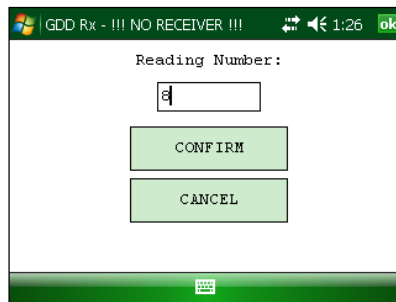 GDD Rx - !!! NO RECEIVER !!! 1:26 ok
Reading Number:
8
CONFIRM
CANCEL